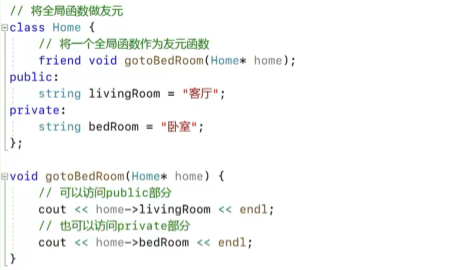 // 将全局函数做友元
class Home {
    // 将一个全局函数作为友元函数
    friend void gotoBedRoom(Home* home);
public:
    string livingRoom = "客厅";
private:
    string bedRoom = "卧室";
};
void gotoBedRoom(Home* home) {
    // 可以访问public部分
    cout << home->livingRoom << endl;
    // 也可以访问private部分
    cout << home->bedRoom << endl;
}